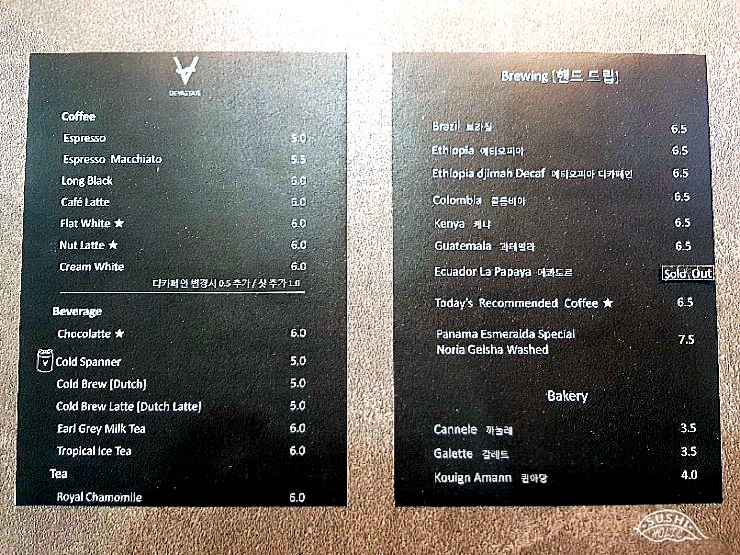 DEVASTATE
Coffee
Espresso 5.0
Espresso Macchiato 5.5
Long Black 6.0
Café Latte 6.0
Flat White ★ 6.0
Nut Latte ★ 6.0
Cream White 6.0
디카페인 변경시 0.5 추가 / 샷 추가 1.0
Beverage
Chocolatte ★ 6.0
Cold Spanner 5.0
Cold Brew [Dutch] 5.0
Cold Brew Latte [Dutch Latte] 5.0
Earl Grey Milk Tea 6.0
Tropical Ice Tea 6.0
Tea
Royal Chamomile 6.0
Brewing [핸드 드립]
Brazil 브라질 6.5
Ethiopia 에티오피아 6.5
Ethiopia djimah Decaf 에티오피아 디카페인 6.5
Colombia 콜롬비아 6.5
Kenya 케냐 6.5
Guatemala 과테말라 6.5
Ecuador La Papaya 에콰도르 Sold Out
Today's Recommended Coffee ★ 6.5
Panama Esmeralda Special
Noria Geisha Washed 7.5
Bakery
Cannele 까눌레 3.5
Galette 갈레트 3.5
Kouign Amann 퀸아망 4.0
SUSHI